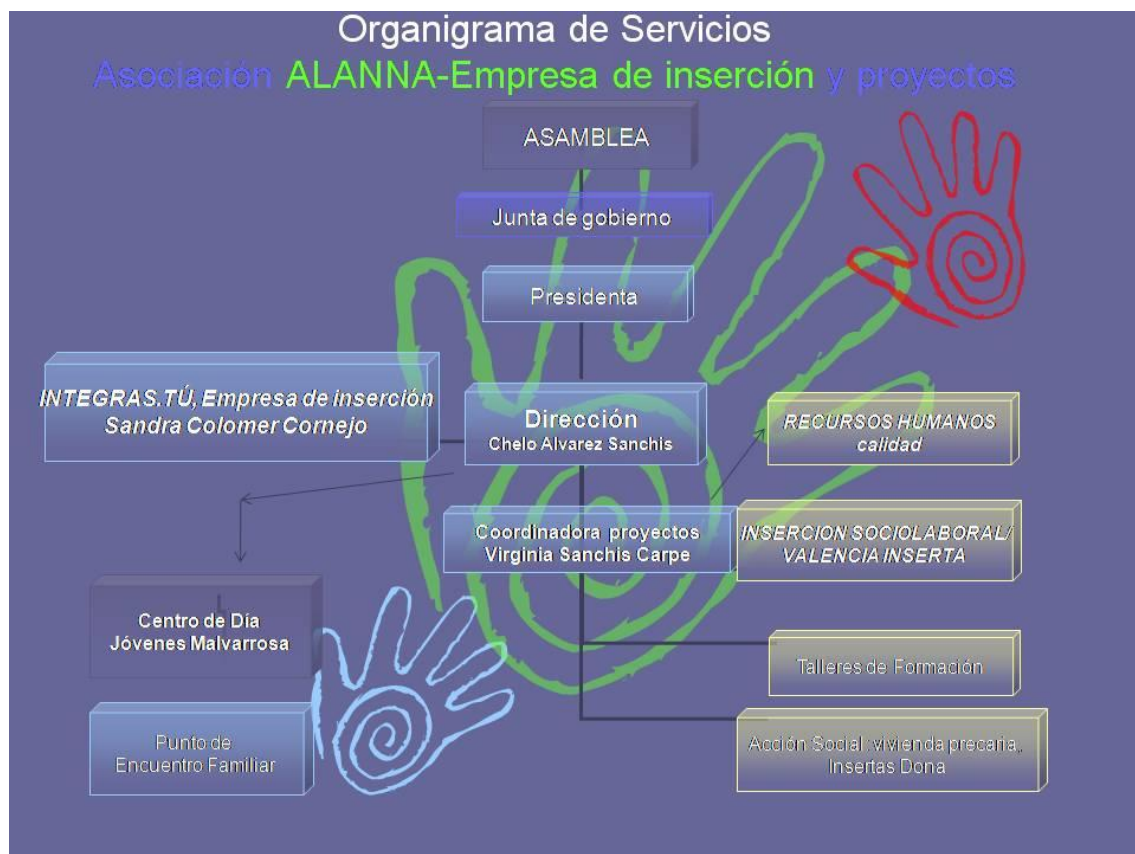 Organigrama de Servicios
Asociación ALANNA-Empresa de inserción y proyectos
ASAMBLEA
Junta de gobierno
Presidenta
INTEGRAS.TÚ, Empresa de inserción
Sandra Colomer Cornejo
Dirección
Chelo Alvarez Sanchis
RECURSOS HUMANOS
calidad
Coordinadora proyectos
Virginia Sanchis Carpe
INSERCION SOCIOLABORAL/
VALENCIA INSERTA
Centro de Día
Jóvenes Malvarrosa
Talleres de Formación
Punto de
Encuentro Familiar
Acción Social :vivienda precaria,
Insertas Dona